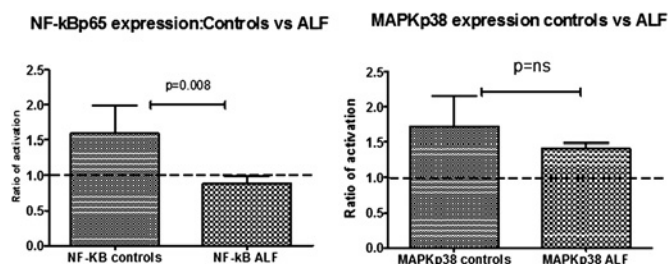 NF-kBp65 expression:Controls vs ALF
p=0.008
Ratio of activation
2.5
2.0
1.5
1.0
0.5
0.0
NF-KB controls
NF-kB ALF
MAPKp38 expression controls vs ALF
p=ns
Ratio of activation
2.5
2.0
1.5
1.0
0.5
0.0
MAPKp38 controls
MAPKp38 ALF